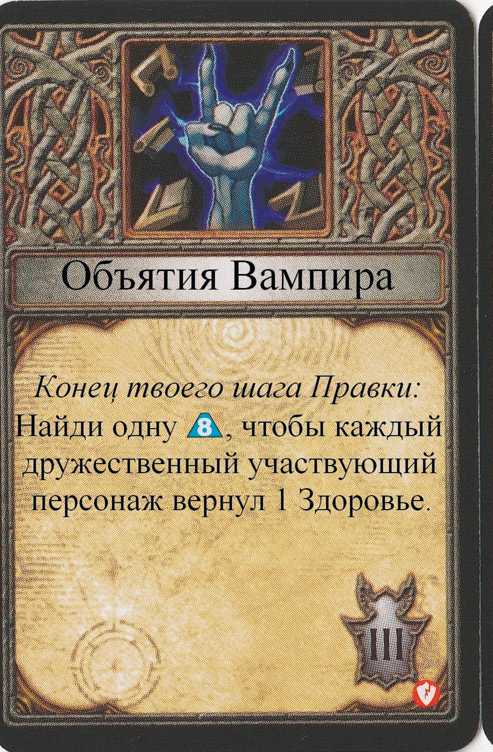 Объятия Вампира
Конец твоего шага Правки:
Найди одну 8, чтобы каждый
дружественный участвующий
персонаж вернул 1 Здоровье.
III